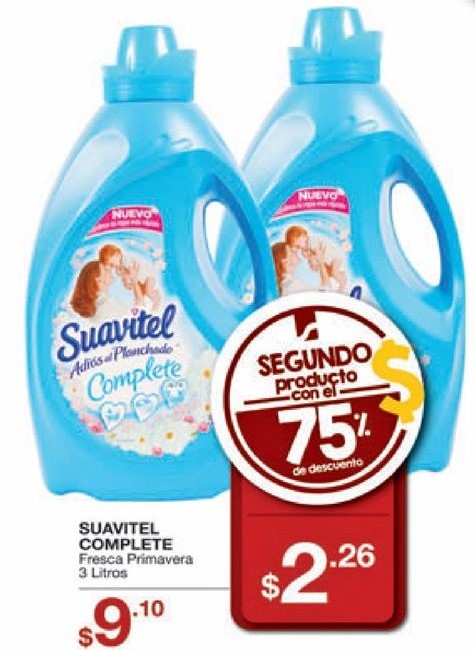 NUEVO
NUEVO
Suavitel
Adiós al Planchado
Complete
SEGUNDO
producto
con el
75%
de descuento
$2.26
SUAVITEL
COMPLETE
Fresca Primavera
3 Litros
$9.10